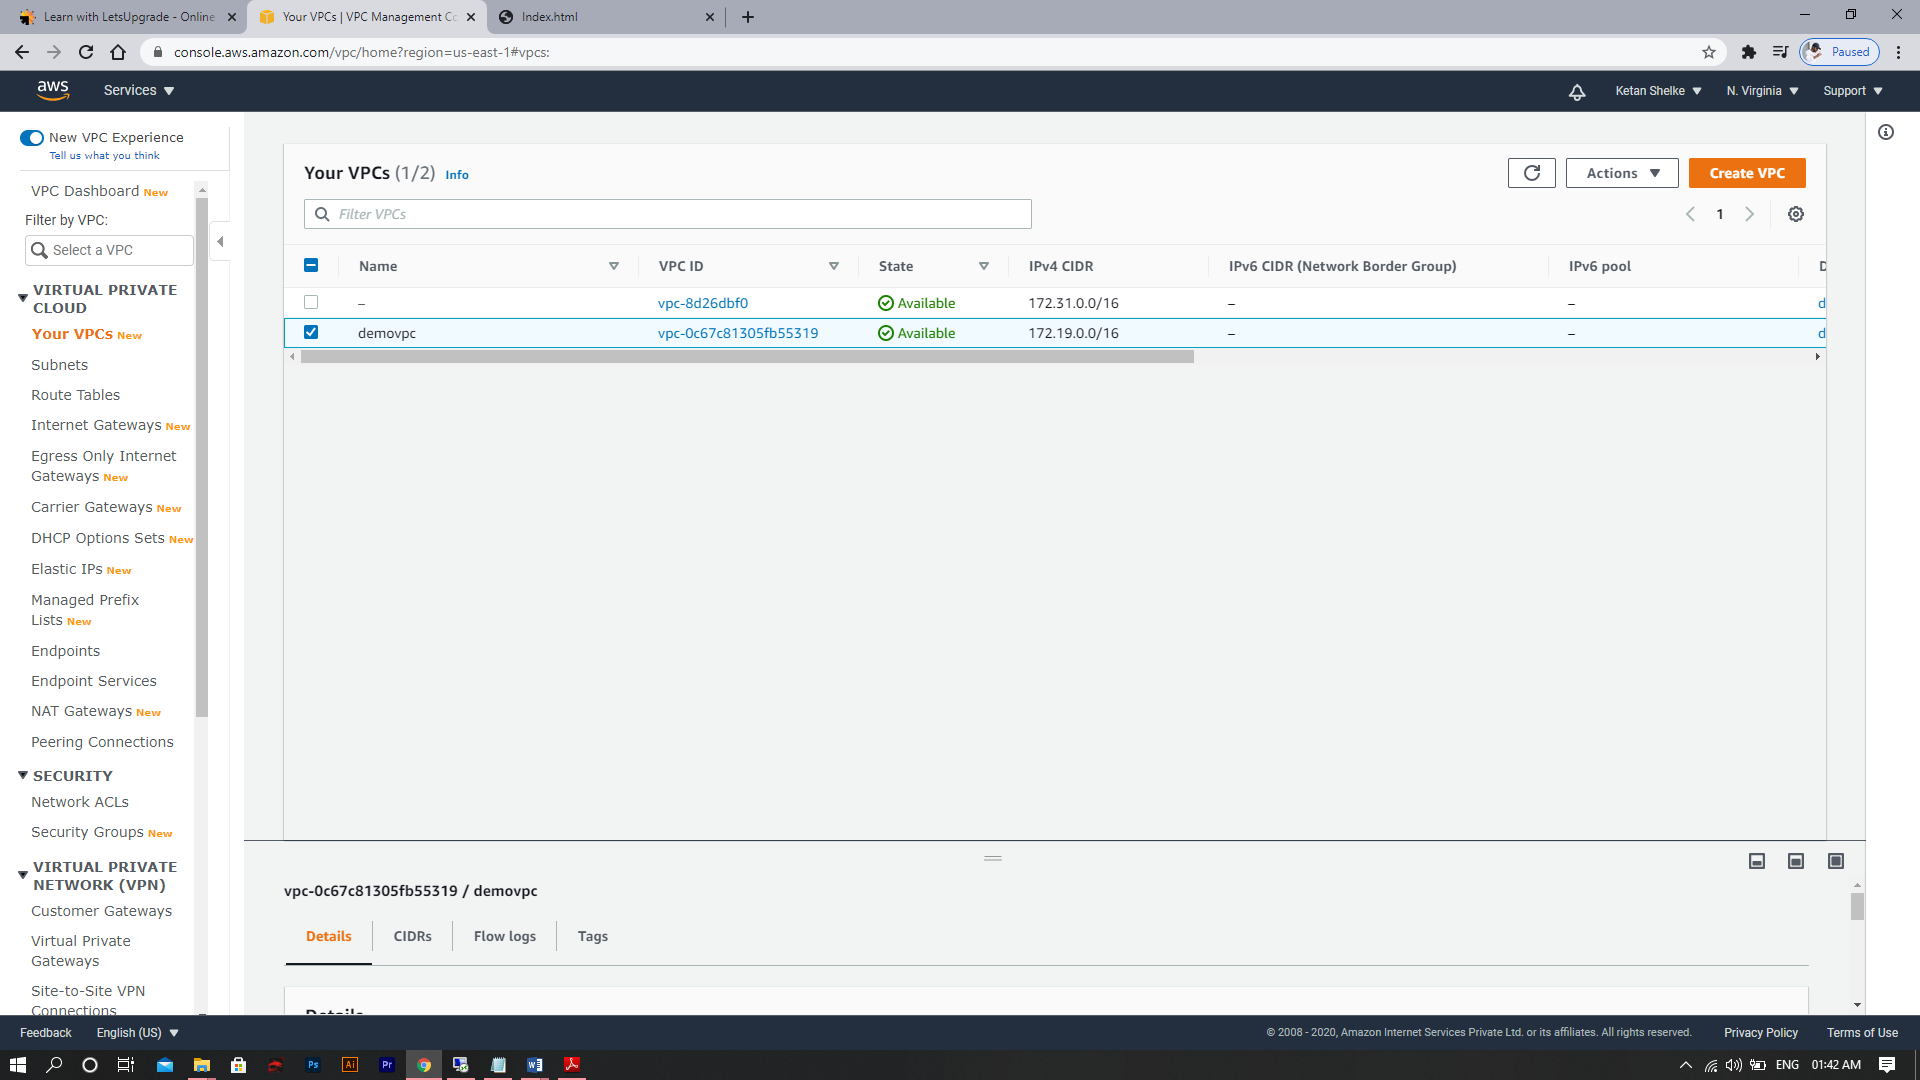 Learn with LetsUpgrade - Online
Your VPCs | VPC Management Co
Index.html
console.aws.amazon.com/vpc/home?region=us-east-1#vpcs:
Paused
aws
Services
Ketan Shelke
N. Virginia
Support
New VPC Experience
Tell us what you think
VPC Dashboard New
Filter by VPC:
Select a VPC
VIRTUAL PRIVATE
CLOUD
Your VPCs New
Subnets
Route Tables
Internet Gateways New
Egress Only Internet
Gateways New
Carrier Gateways New
DHCP Options Sets New
Elastic IPs New
Managed Prefix
Lists New
Endpoints
Endpoint Services
NAT Gateways New
Peering Connections
SECURITY
Network ACLs
Security Groups New
VIRTUAL PRIVATE
NETWORK (VPN)
Customer Gateways
Virtual Private
Gateways
Site-to-Site VPN
Connections
Your VPCs (1/2) Info
Actions
Create VPC
Filter VPCs
1
Name VPC ID State IPv4 CIDR IPv6 CIDR (Network Border Group) IPv6 pool D
– vpc-8d26dbf0 Available 172.31.0.0/16 – – d
demovpc vpc-0c67c81305fb55319 Available 172.19.0.0/16 – – d
vpc-0c67c81305fb55319 / demovpc
Details CIDRs Flow logs Tags
Details
Feedback English (US) © 2008 - 2020, Amazon Internet Services Private Ltd. or its affiliates. All rights reserved. Privacy Policy Terms of Use
Ps Ai Pr ENG 01:42 AM